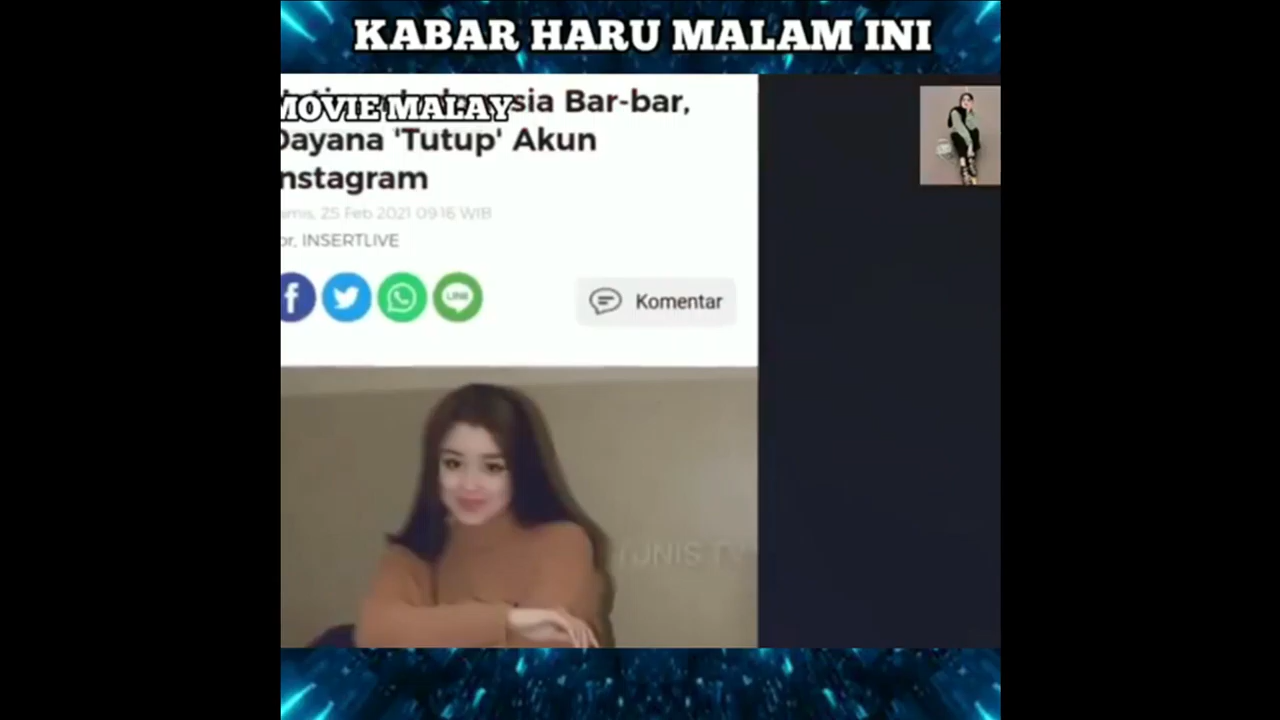 KABAR HARU MALAM INI
MOVIE MALAY
Bar-bar,
Dayana 'Tutup' Akun
nstagram
25 Feb 2021 09:16 WIB
INSERTLIVE
f
LINE
Komentar